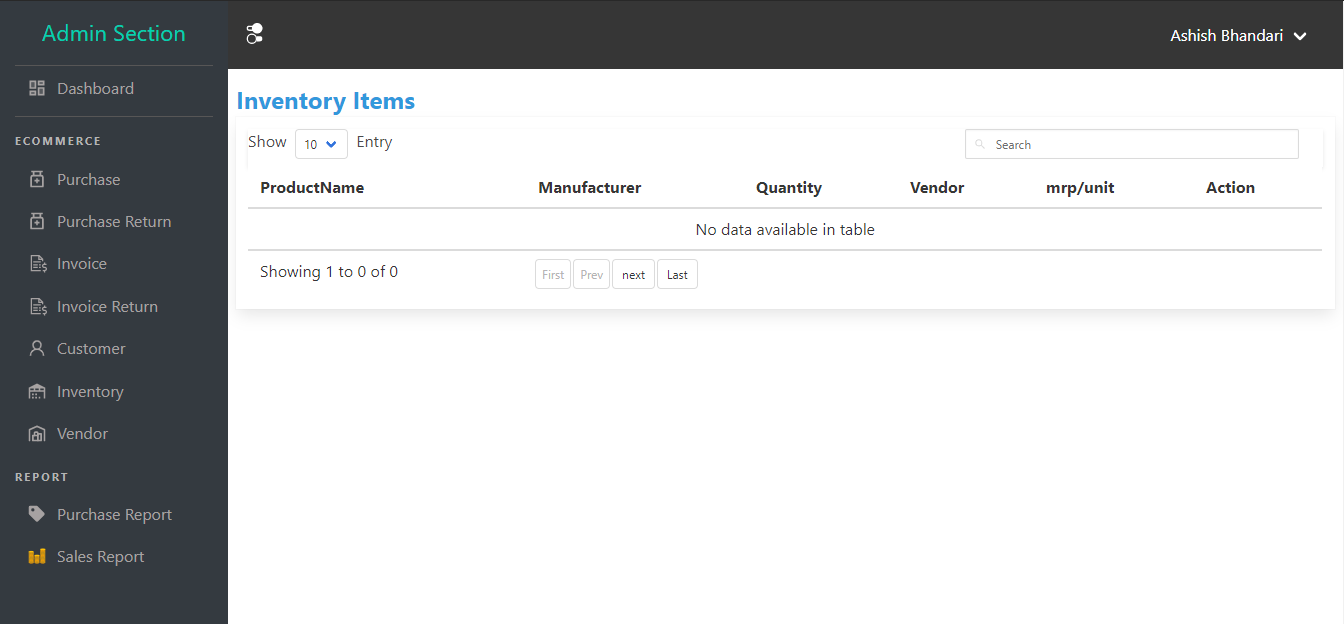 Admin Section
Ashish Bhandari
Dashboard
ECOMMERCE
Purchase
Purchase Return
Invoice
Invoice Return
Customer
Inventory
Vendor
REPORT
Purchase Report
Sales Report
Inventory Items
Show 10 Entry Search
ProductName Manufacturer Quantity Vendor mrp/unit Action
No data available in table
Showing 1 to 0 of 0 First Prev next Last